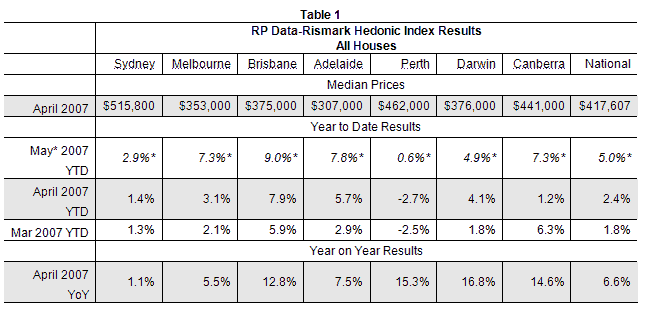 Table 1
RP Data-Rismark Hedonic Index Results
All Houses
Sydney Melbourne Brisbane Adelaide Perth Darwin Canberra National
Median Prices
April 2007 $515,800 $353,000 $375,000 $307,000 $462,000 $376,000 $441,000 $417,607
Year to Date Results
May* 2007
YTD 2.9%* 7.3%* 9.0%* 7.8%* 0.6%* 4.9%* 7.3%* 5.0%*
April 2007
YTD 1.4% 3.1% 7.9% 5.7% -2.7% 4.1% 1.2% 2.4%
Mar 2007 YTD 1.3% 2.1% 5.9% 2.9% -2.5% 1.8% 6.3% 1.8%
Year on Year Results
April 2007
YoY 1.1% 5.5% 12.8% 7.5% 15.3% 16.8% 14.6% 6.6%